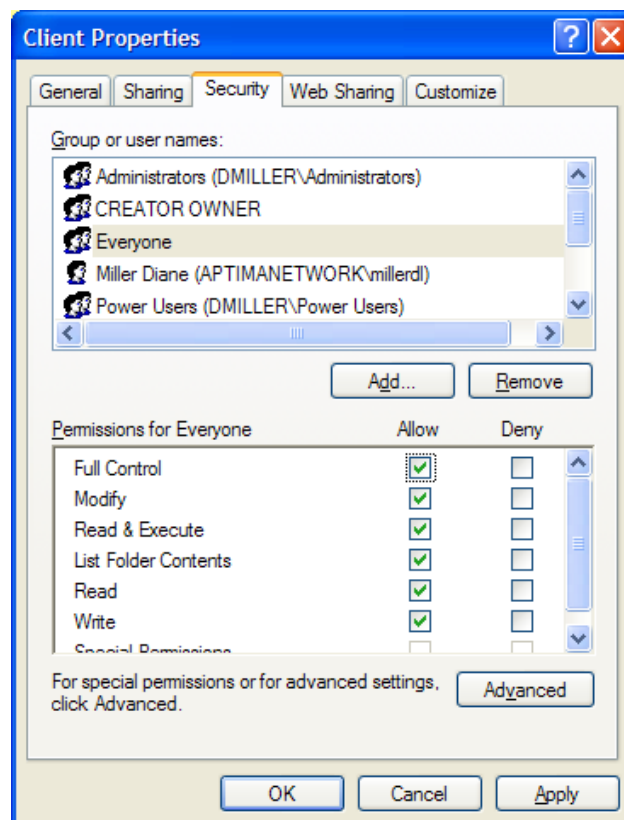 Client Properties
General Sharing Security Web Sharing Customize
Group or user names:
Administrators (DMILLER\Administrators)
CREATOR OWNER
Everyone
Miller Diane (APTIMANETWORK\millerdl)
Power Users (DMILLER\Power Users)
Add... Remove
Permissions for Everyone Allow Deny
Full Control
Modify
Read & Execute
List Folder Contents
Read
Write
Special Permissions
For special permissions or for advanced settings,
click Advanced.
Advanced
OK Cancel Apply